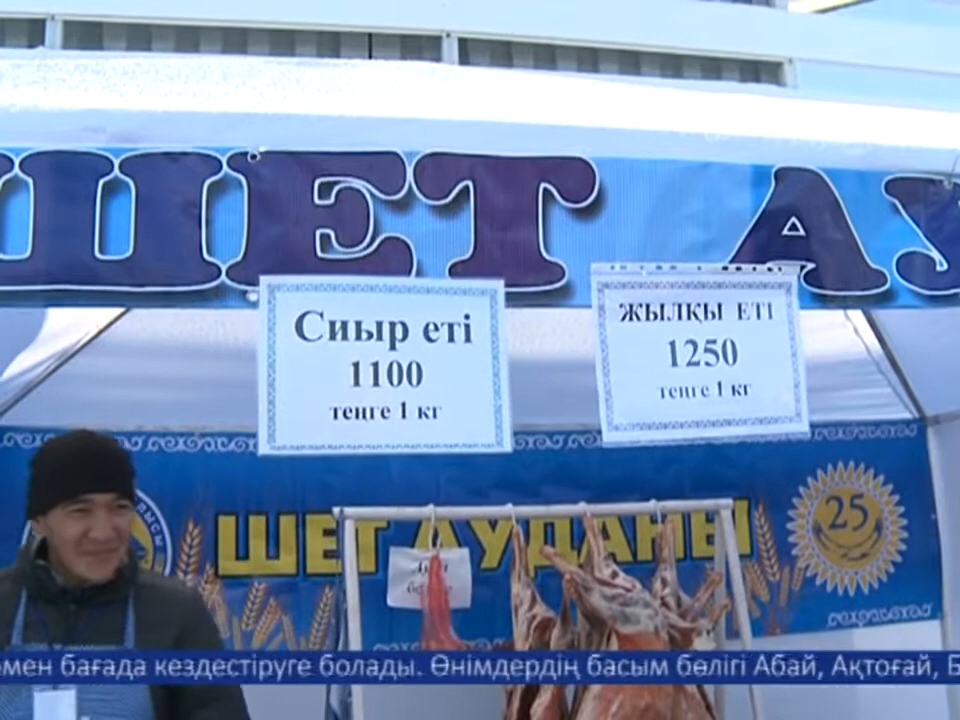 ШЕТ АУ
Сиыр еті
1100
теңге 1 кг
ЖЫЛҚЫ ЕТІ
1250
теңге 1 кг
ШЕТ АУДАНЫ
25
бағада кездестіруге болады. Өнімдердің басым бөлігі Абай, Ақтоғай, Б